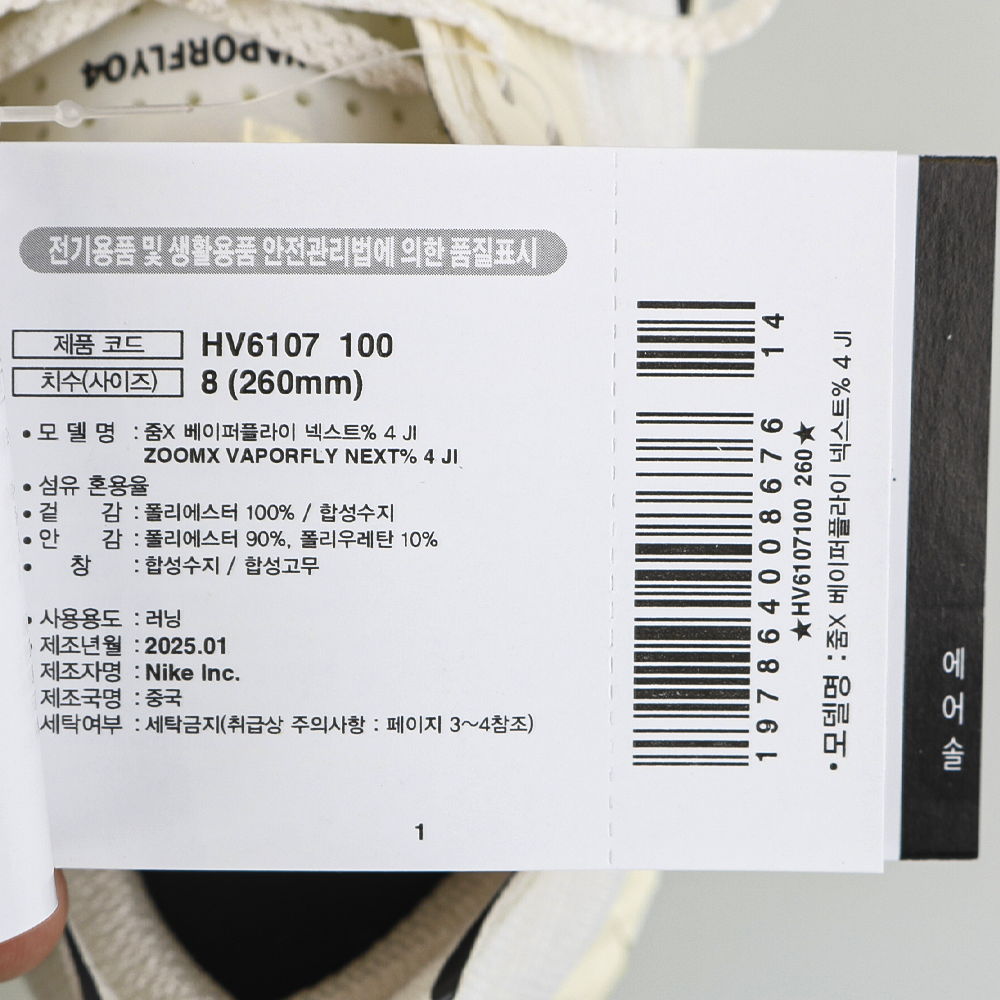 VAPORFLY04
전기용품 및 생활용품 안전관리법에 의한 품질표시
제품 코드 HV6107 100
치수(사이즈) 8 (260mm)
• 모 델 명 : 줌X 베이퍼플라이 넥스트% 4 JI
ZOOMX VAPORFLY NEXT% 4 JI
• 섬유 혼용율
• 겉 감 : 폴리에스터 100% / 합성수지
• 안 감 : 폴리에스터 90%, 폴리우레탄 10%
• 창 : 합성수지 / 합성고무
• 사용용도 : 러닝
• 제조년월 : 2025.01
제조자명 : Nike Inc.
제조국명 : 중국
세탁여부 : 세탁금지(취급상 주의사항 : 페이지 3~4참조)
1
197864008676 14
★HV6107100 260★
• 모델명 : 줌X 베이퍼플라이 넥스트% 4 JI
에어솔